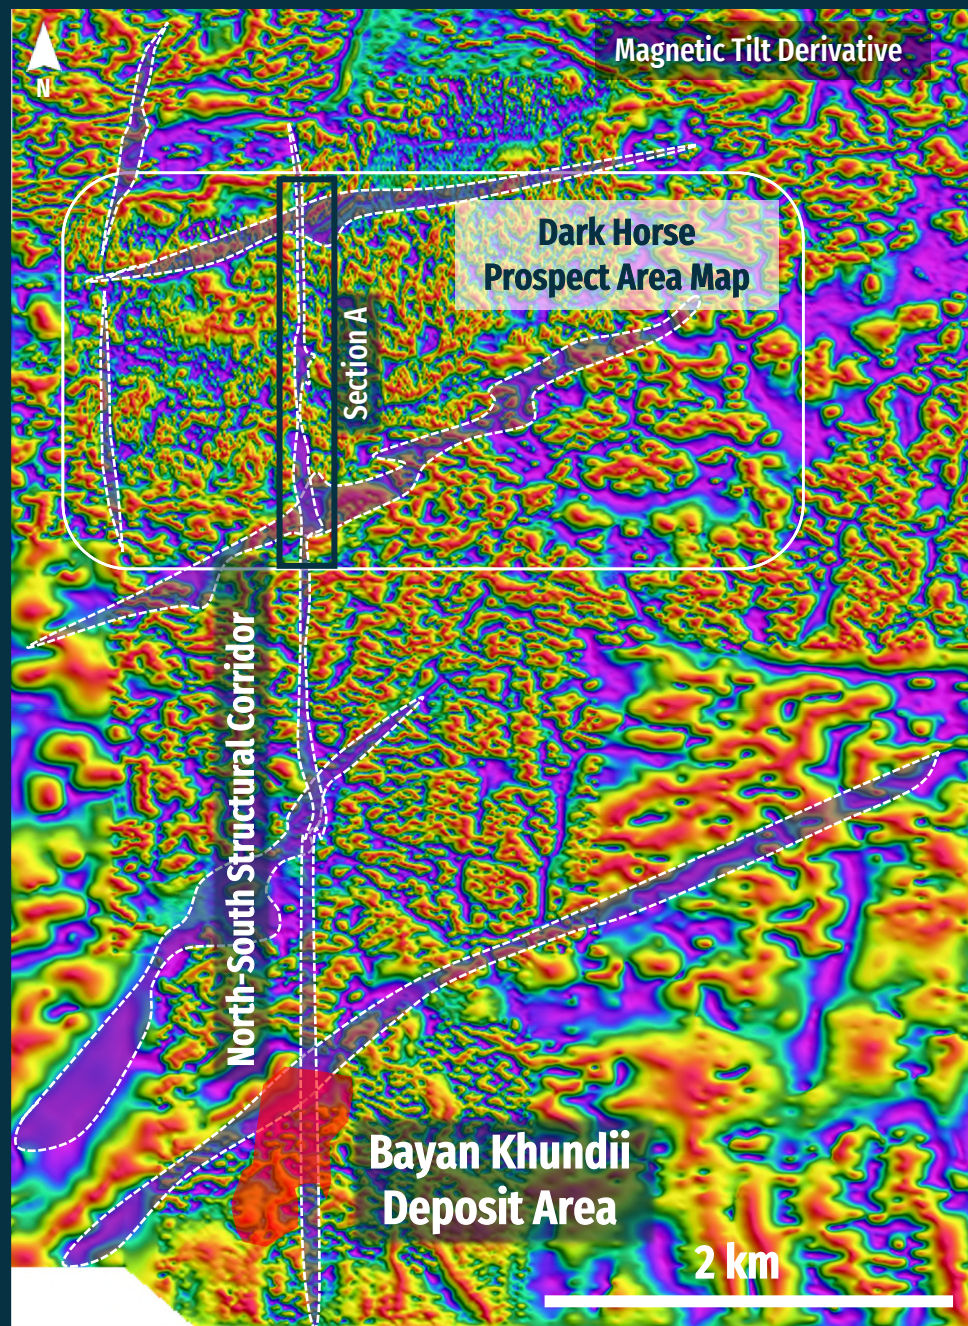 Magnetic Tilt Derivative
N
Dark Horse
Prospect Area Map
Section A
North-South Structural Corridor
Bayan Khundii
Deposit Area
2 km